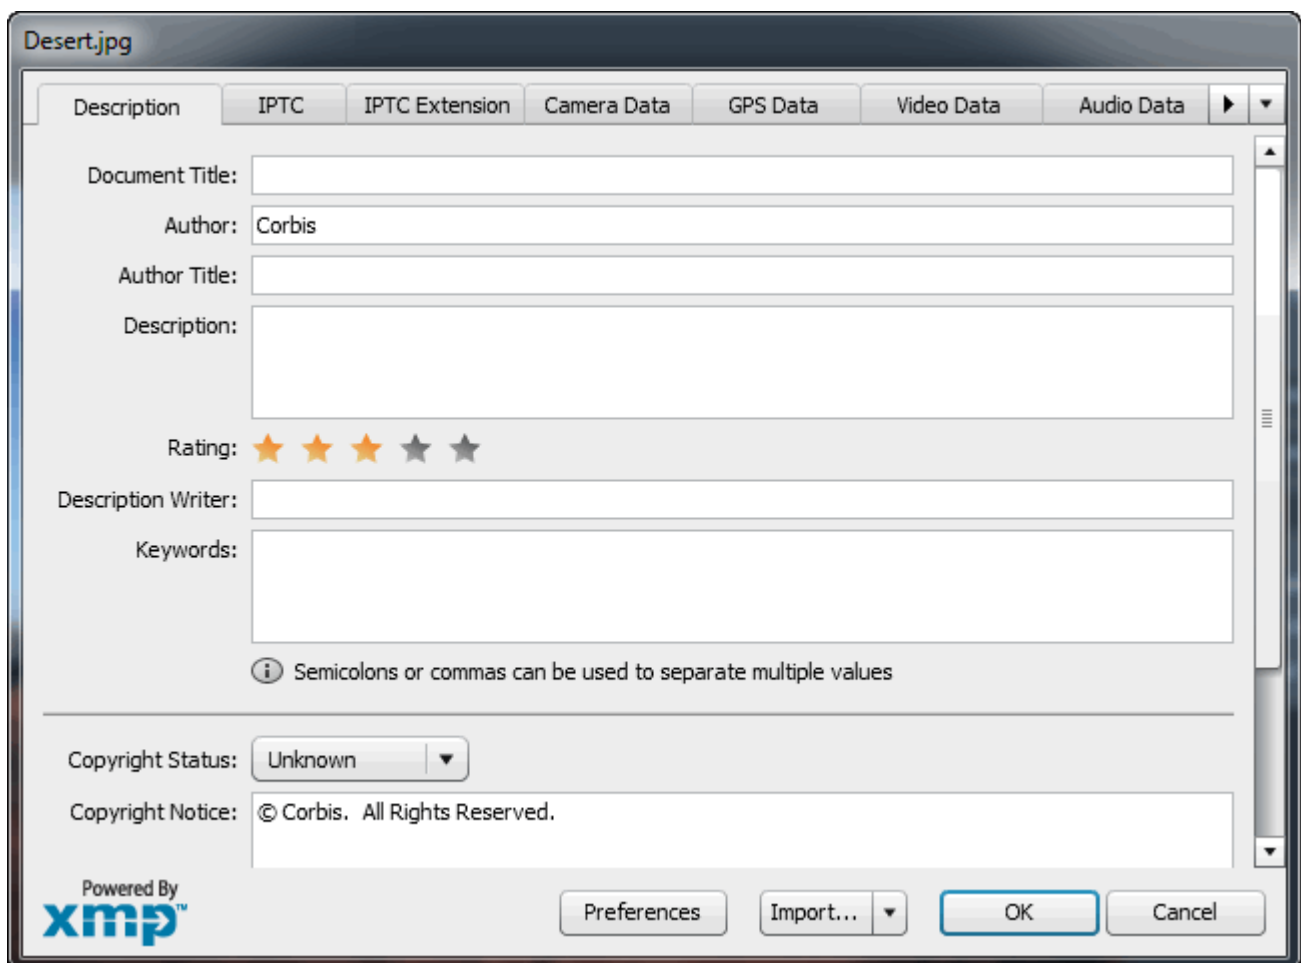 Desert.jpg
Description IPTC IPTC Extension Camera Data GPS Data Video Data Audio Data
Document Title:
Author: Corbis
Author Title:
Description:
Rating:
Description Writer:
Keywords:
Semicolons or commas can be used to separate multiple values
Copyright Status: Unknown
Copyright Notice: © Corbis. All Rights Reserved.
Powered By
xmp™
Preferences Import... OK Cancel